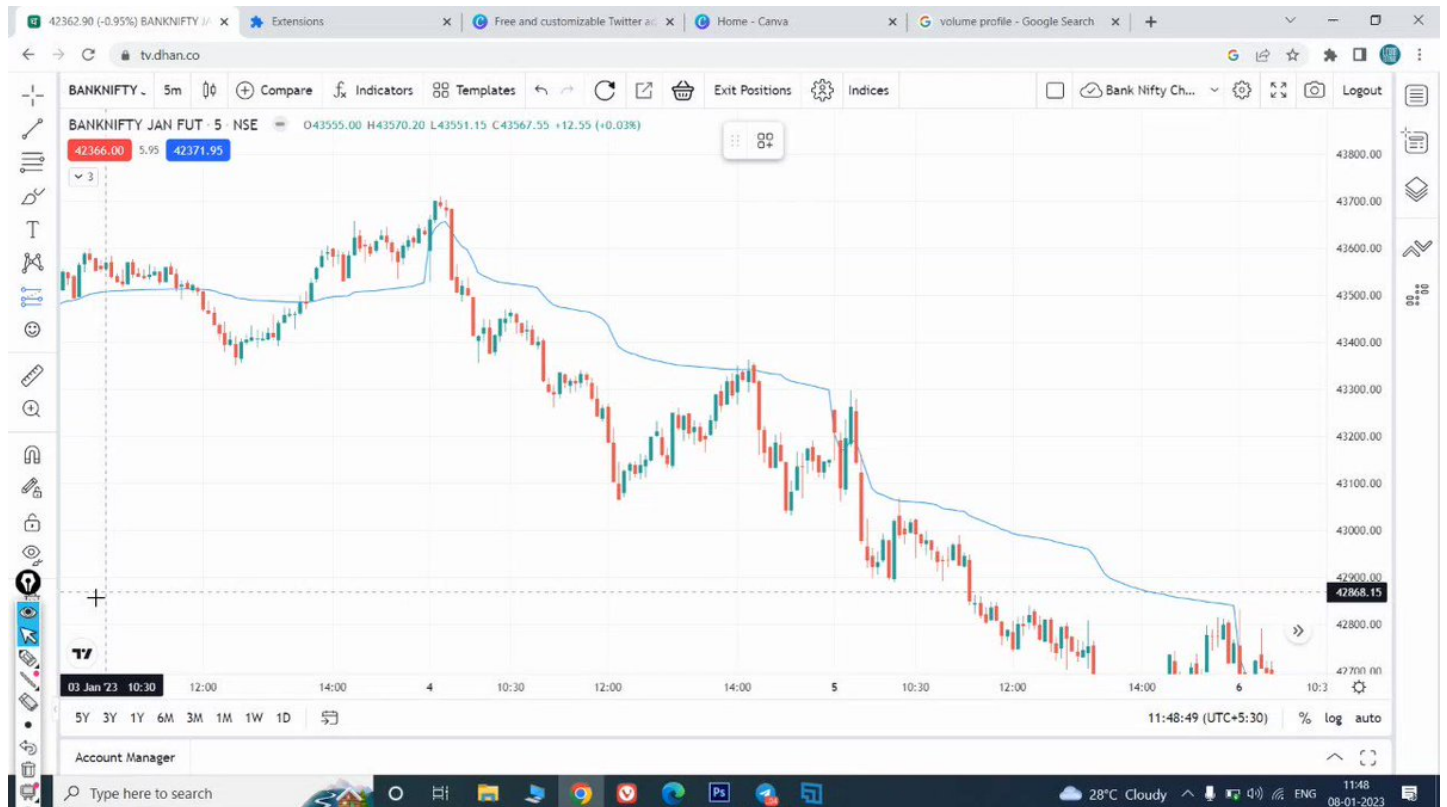 42362.90 (-0.95%) BANKNIFTY JA
Extensions
Free and customizable Twitter ad
Home - Canva
volume profile - Google Search
tv.dhan.co
BANKNIFTY 5m Compare Indicators Templates Exit Positions Indices Bank Nifty Ch... Logout
BANKNIFTY JAN FUT · 5 · NSE O43555.00 H43570.20 L43551.15 C43567.55 +12.55 (+0.03%)
42366.00 5.95 42371.95
3
43800.00
43700.00
43600.00
43500.00
43400.00
43300.00
43200.00
43100.00
43000.00
42900.00
42868.15
42800.00
42700.00
03 Jan '23 10:30 12:00 14:00 4 10:30 12:00 14:00 5 10:30 12:00 14:00 6 10:3
5Y 3Y 1Y 6M 3M 1M 1W 1D 11:48:49 (UTC+5:30) % log auto
Account Manager
Type here to search Ps 28°C Cloudy ENG 11:48
08-01-2023